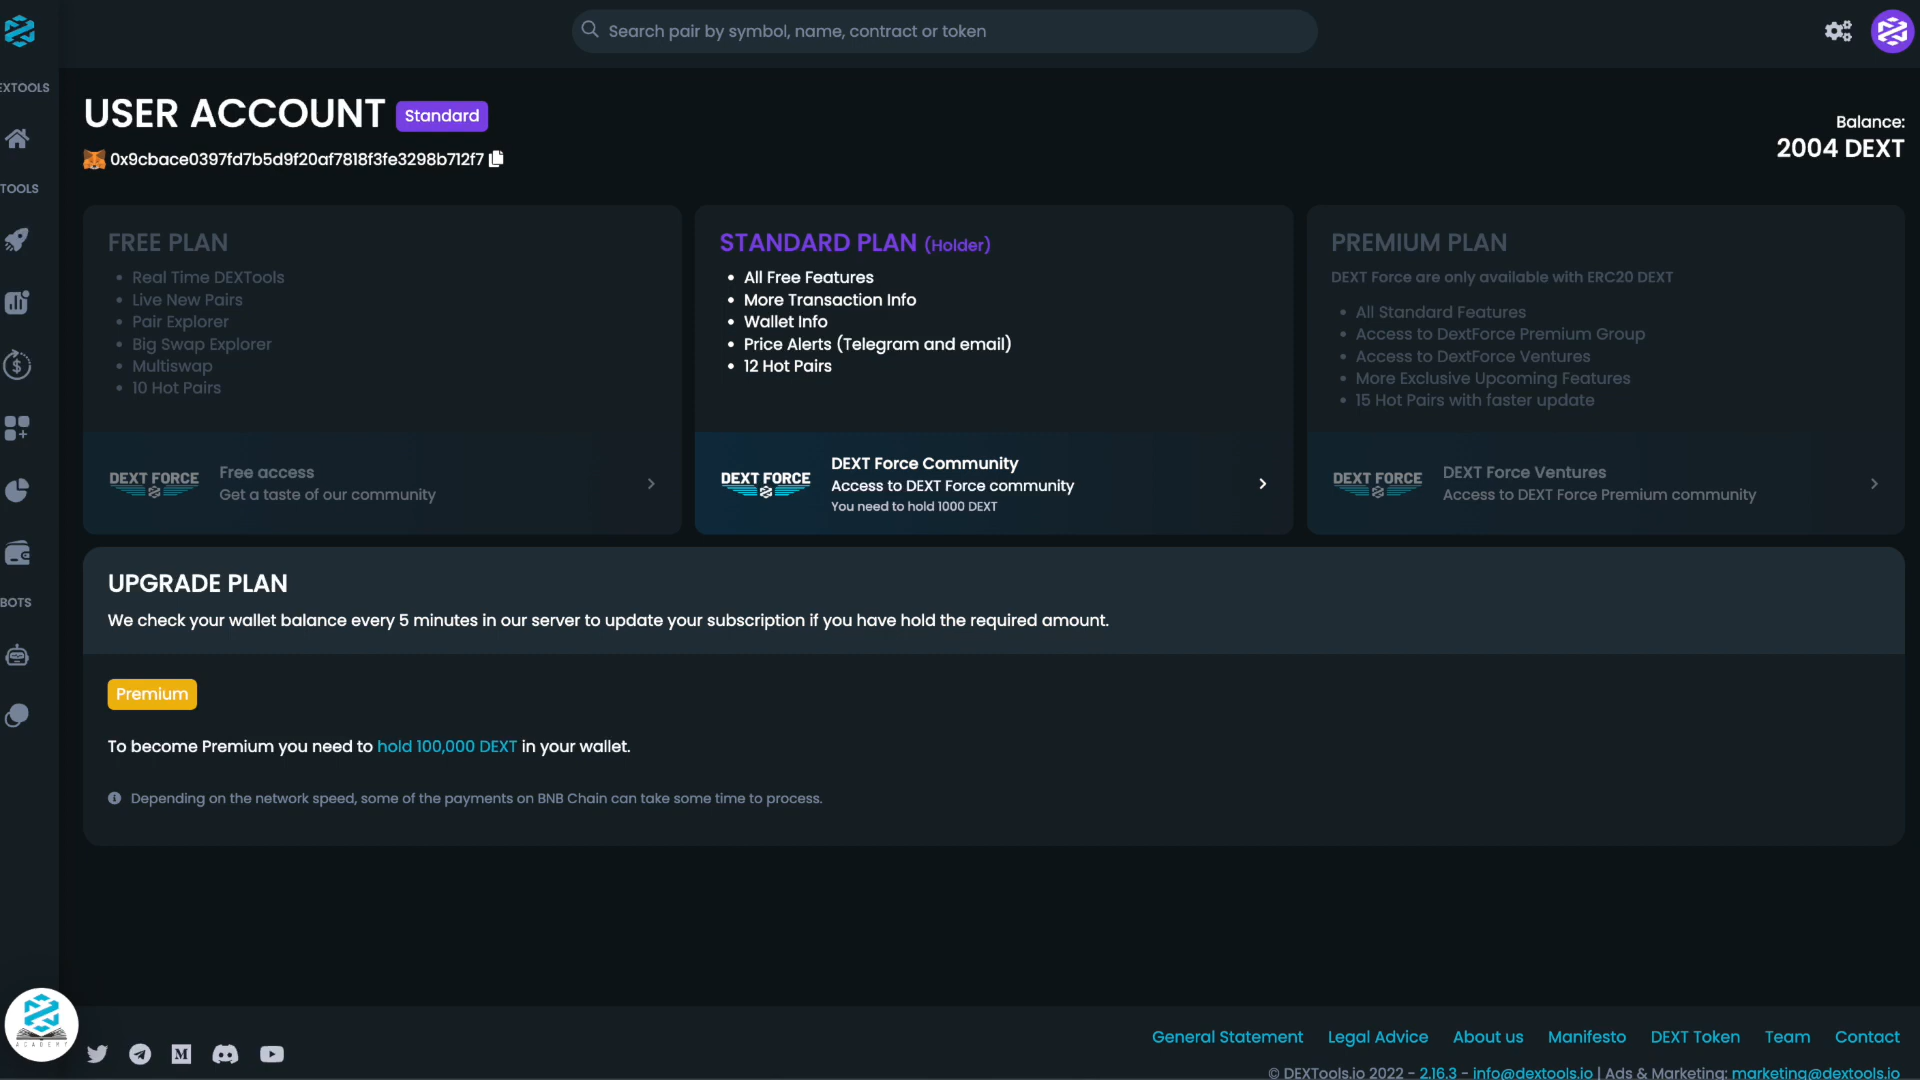 Search pair by symbol, name, contract or token
EXTOOLS
USER ACCOUNT Standard
0x9cbace0397fd7b5d9f20af7818f3fe3298b712f7
Balance:
2004 DEXT
TOOLS
FREE PLAN
Real Time DEXTools
Live New Pairs
Pair Explorer
Big Swap Explorer
Multiswap
10 Hot Pairs
DEXT FORCE
Free access
Get a taste of our community
STANDARD PLAN (Holder)
All Free Features
More Transaction Info
Wallet Info
Price Alerts (Telegram and email)
12 Hot Pairs
DEXT FORCE
DEXT Force Community
Access to DEXT Force community
You need to hold 1000 DEXT
PREMIUM PLAN
DEXT Force are only available with ERC20 DEXT
All Standard Features
Access to DextForce Premium Group
Access to DextForce Ventures
More Exclusive Upcoming Features
15 Hot Pairs with faster update
DEXT FORCE
DEXT Force Ventures
Access to DEXT Force Premium community
UPGRADE PLAN
We check your wallet balance every 5 minutes in our server to update your subscription if you have hold the required amount.
BOTS
Premium
To become Premium you need to hold 100,000 DEXT in your wallet.
Depending on the network speed, some of the payments on BNB Chain can take some time to process.
ACADEMY
General Statement Legal Advice About us Manifesto DEXT Token Team Contact
© DEXTools.io 2022 - 2.16.3 - info@dextools.io | Ads & Marketing: marketing@dextools.io